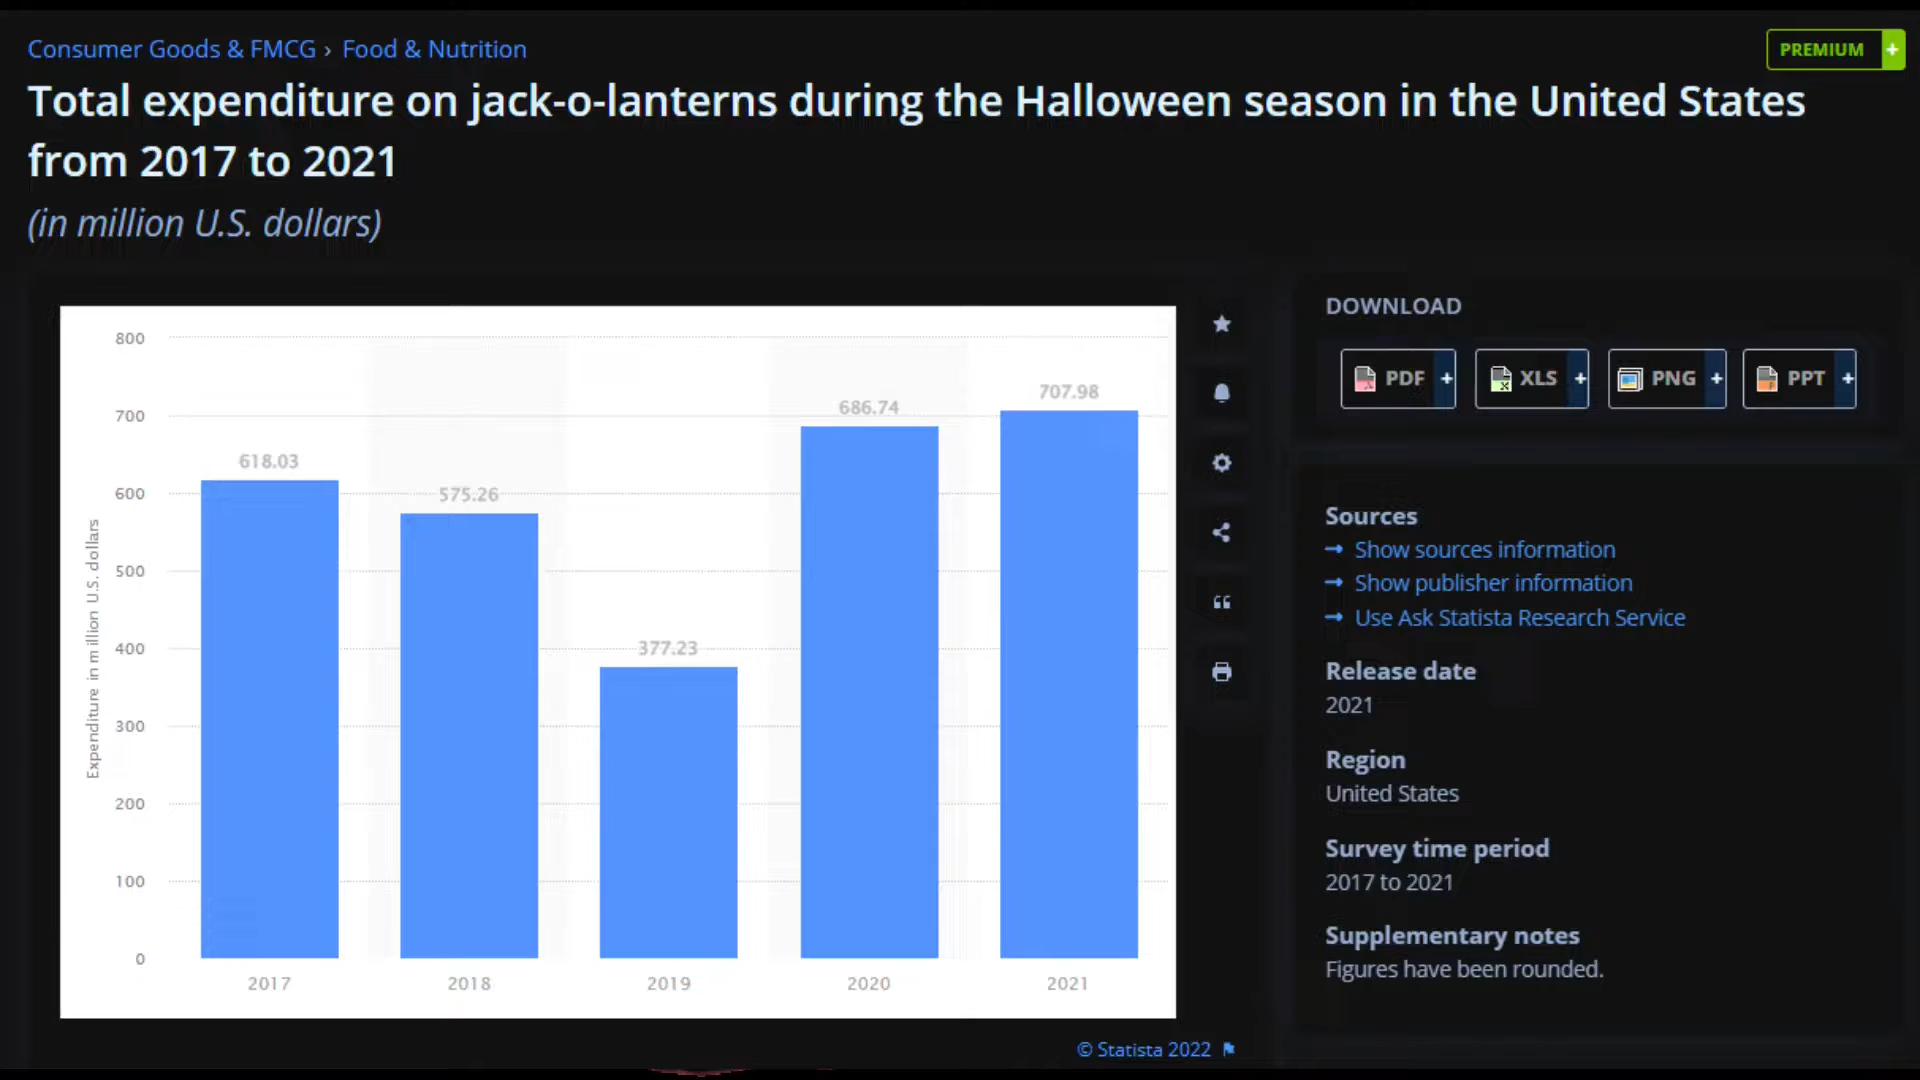 Consumer Goods & FMCG › Food & Nutrition
PREMIUM +
Total expenditure on jack-o-lanterns during the Halloween season in the United States
from 2017 to 2021
(in million U.S. dollars)
DOWNLOAD
PDF + XLS + PNG + PPT +
Expenditure in million U.S. dollars
800
700
600
500
400
300
200
100
0
618.03
575.26
377.23
686.74
707.98
2017 2018 2019 2020 2021
© Statista 2022
Sources
→ Show sources information
→ Show publisher information
→ Use Ask Statista Research Service
Release date
2021
Region
United States
Survey time period
2017 to 2021
Supplementary notes
Figures have been rounded.